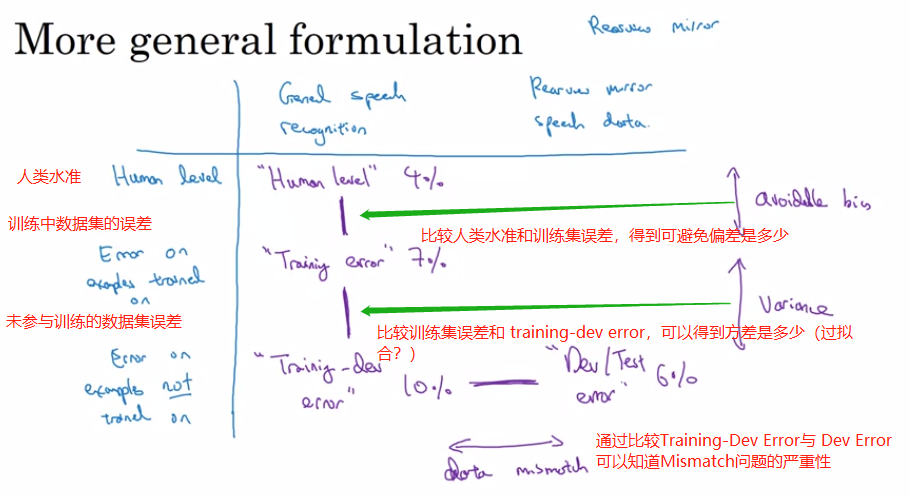 More general formulation
Rearview mirror
General speech
recognition
Rearview mirror
speech data.
人类水准
Human level
"Human level" 4%
avoidable bias
训练中数据集的误差
比较人类水准和训练集误差，得到可避免偏差是多少
Error on
examples trained
on
"Trainig error" 7%
Variance
未参与训练的数据集误差
比较训练集误差和 training-dev error，可以得到方差是多少（过拟
合？）
Error on
examples not
trained on
"Trainig-dev
error" 10%
"Dev/Test
error" 6%
data mismatch
通过比较Training-Dev Error与 Dev Error
可以知道Mismatch问题的严重性